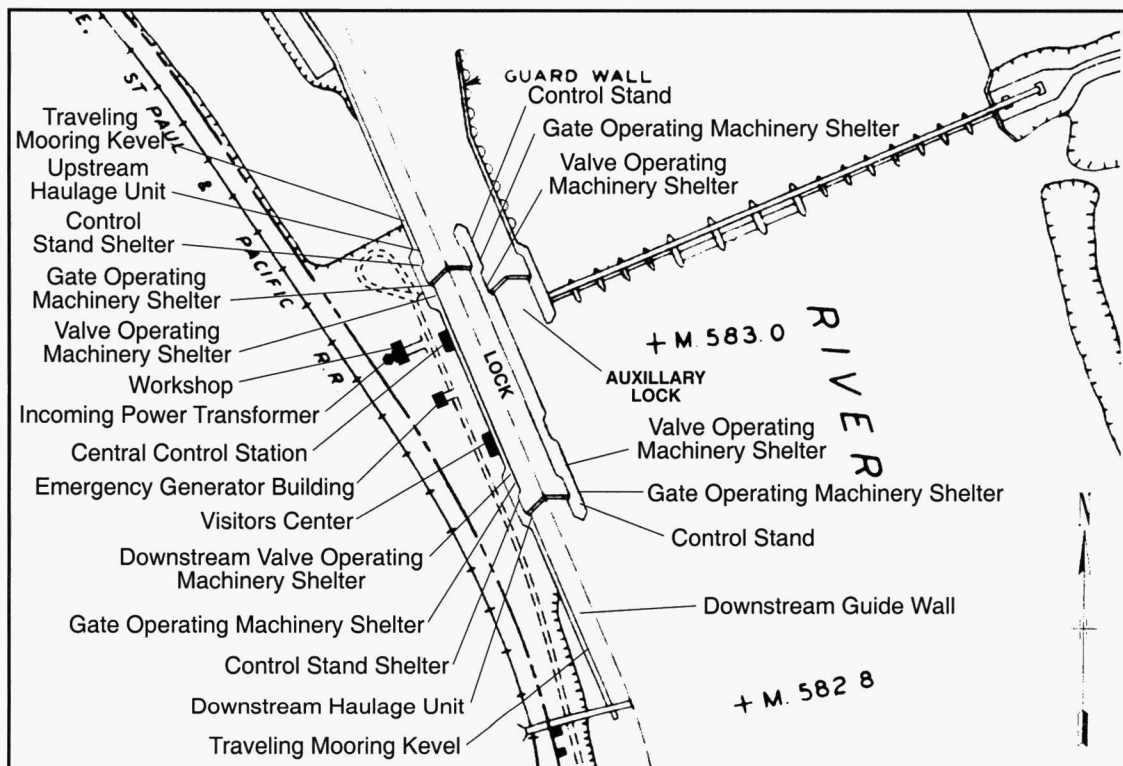 E.
ST PAUL
&
PACIFIC
R R
GUARD WALL
Control Stand
Gate Operating Machinery Shelter
Valve Operating
Machinery Shelter
Traveling
Mooring Kevel
Upstream
Haulage Unit
Control
Stand Shelter
Gate Operating
Machinery Shelter
Valve Operating
Machinery Shelter
Workshop
Incoming Power Transformer
Central Control Station
Emergency Generator Building
Visitors Center
Downstream Valve Operating
Machinery Shelter
Gate Operating Machinery Shelter
Control Stand Shelter
Downstream Haulage Unit
Traveling Mooring Kevel
LOCK
AUXILLARY
LOCK
+ M. 583.0
RIVER
Valve Operating
Machinery Shelter
Gate Operating Machinery Shelter
Control Stand
Downstream Guide Wall
+ M. 582 8
N